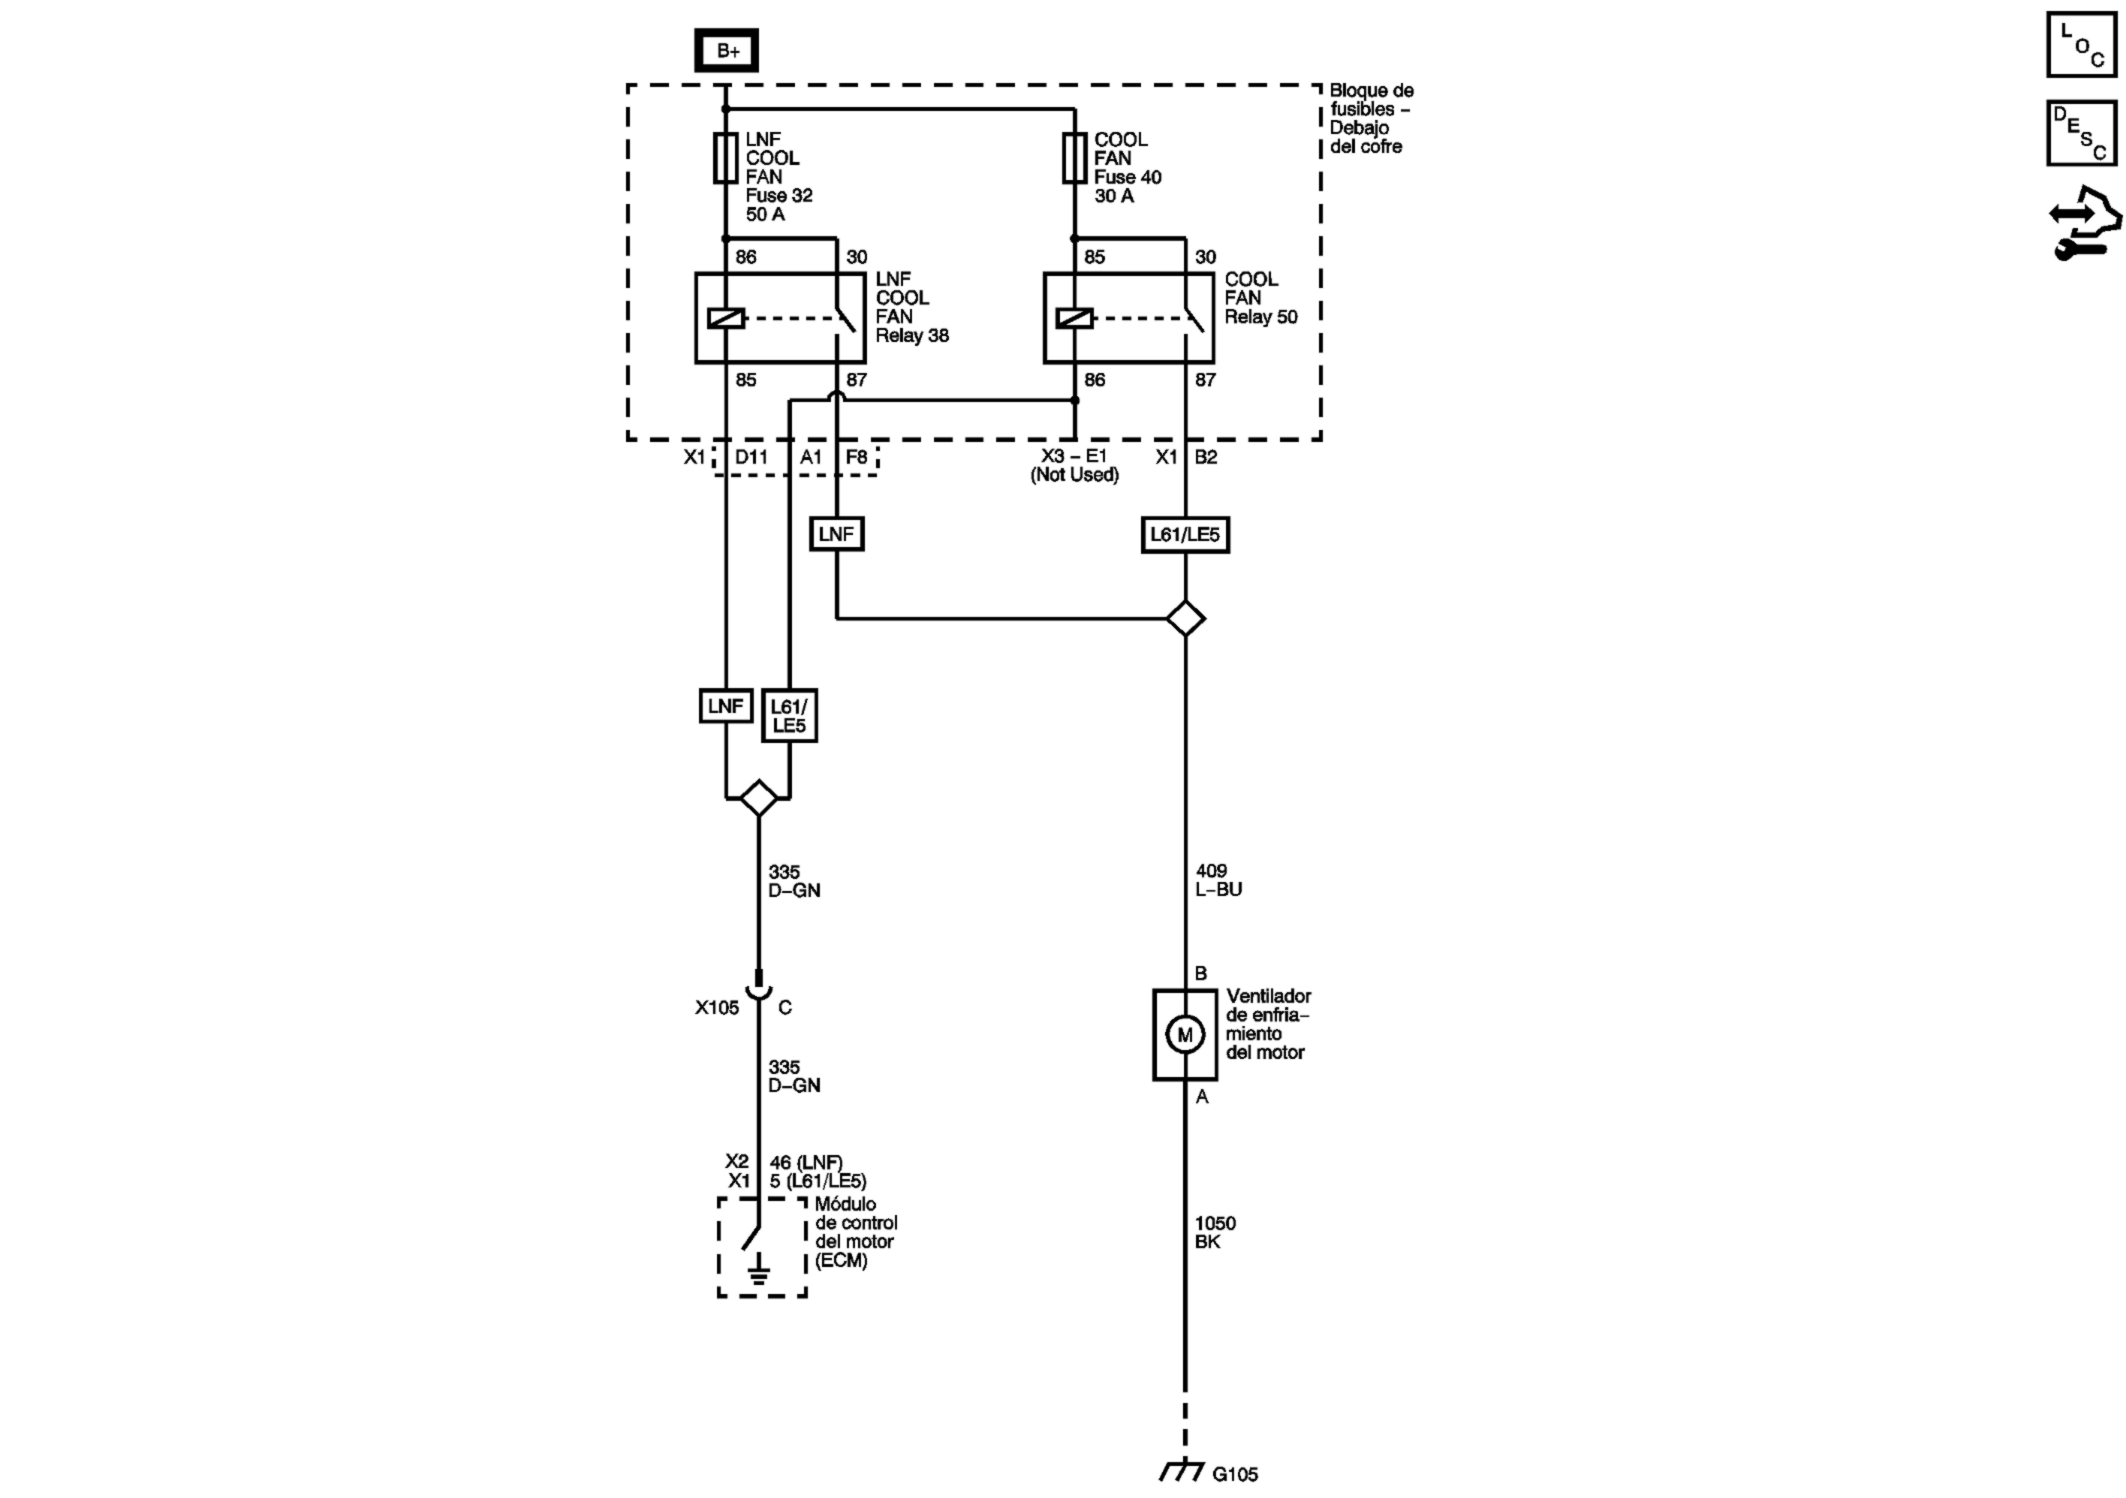 B+
L
O
C
D
E
S
C
Bloque de
fusibles –
Debajo
del cofre
LNF
COOL
FAN
Fuse 32
50 A
COOL
FAN
Fuse 40
30 A
86
30
85
30
LNF
COOL
FAN
Relay 38
COOL
FAN
Relay 50
85
87
86
87
X1
D11
A1
F8
X3 – E1
(Not Used)
X1
B2
LNF
L61/LE5
LNF
L61/
LE5
335
D–GN
409
L–BU
X105
C
B
Ventilador
de enfria–
miento
del motor
M
A
335
D–GN
X2
46 (LNF)
X1
5 (L61/LE5)
Módulo
de control
del motor
(ECM)
1050
BK
G105